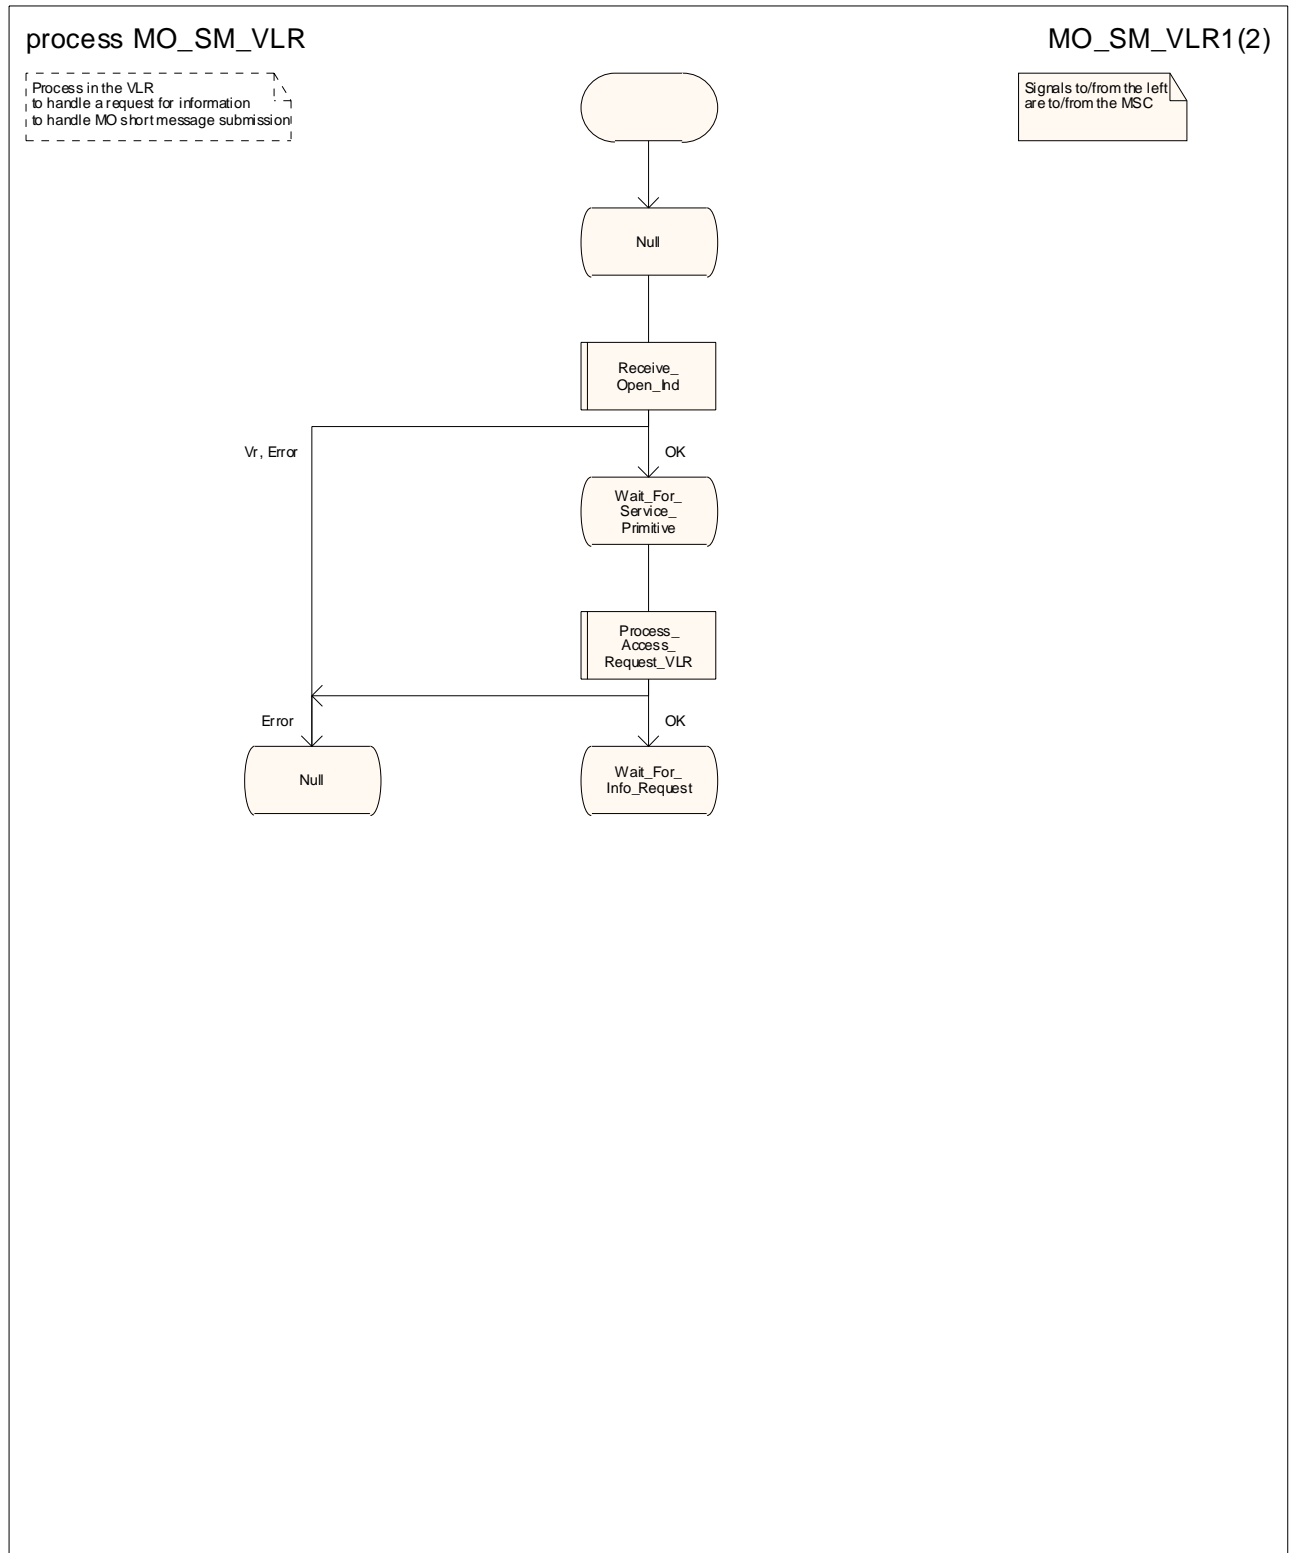 process MO_SM_VLR
MO_SM_VLR1(2)
Process in the VLR
to handle a request for information
to handle MO short message submission
Signals to/from the left
are to/from the MSC
Null
Receive_
Open_Ind
Vr, Error
OK
Wait_For_
Service_
Primitive
Process_
Access_
Request_VLR
Error
OK
Null
Wait_For_
Info_Request